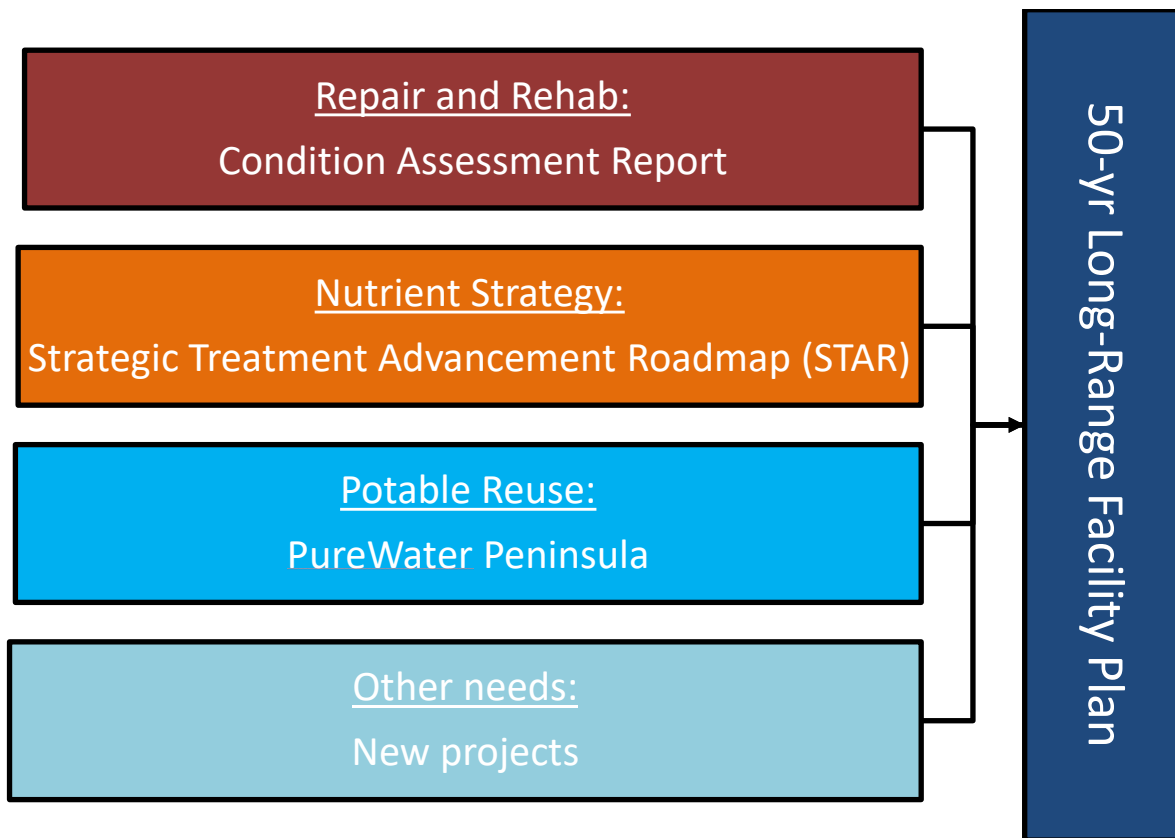 Repair and Rehab:
Condition Assessment Report
Nutrient Strategy:
Strategic Treatment Advancement Roadmap (STAR)
Potable Reuse:
PureWater Peninsula
Other needs:
New projects
50-yr Long-Range Facility Plan